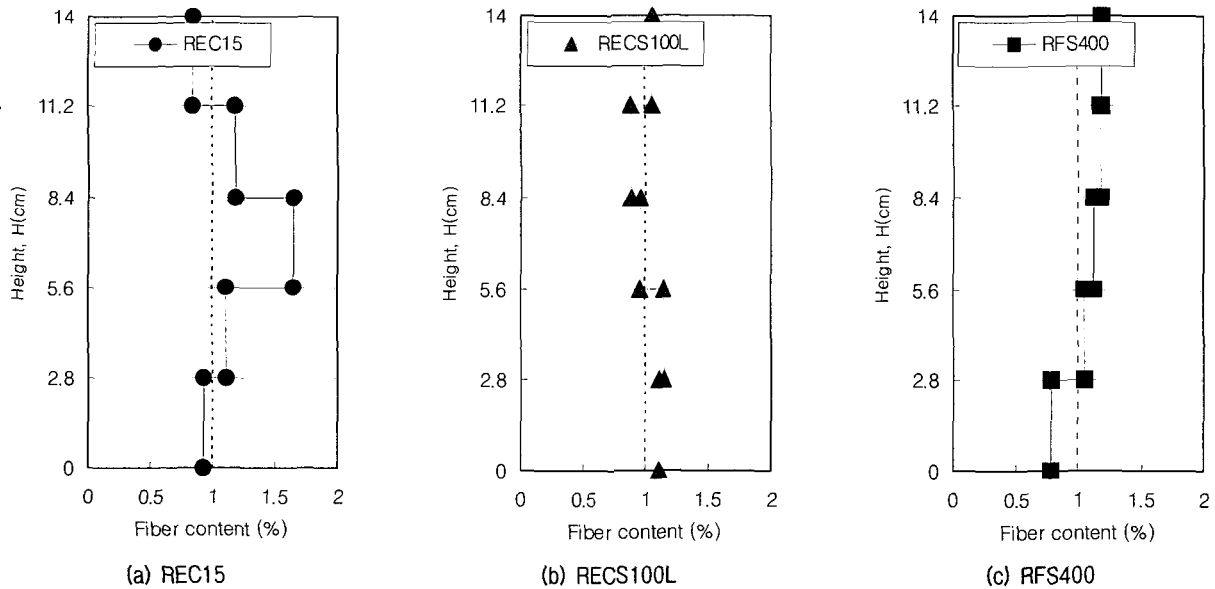 14
REC15
11.2
8.4
Height, H(cm)
5.6
2.8
0
0 0.5 1 1.5 2
Fiber content (%)
(a) REC15
14
RECS100L
11.2
8.4
Height, H(cm)
5.6
2.8
0
0 0.5 1 1.5 2
Fiber content (%)
(b) RECS100L
14
RFS400
11.2
8.4
Height, H(cm)
5.6
2.8
0
0 0.5 1 1.5 2
Fiber content (%)
(c) RFS400